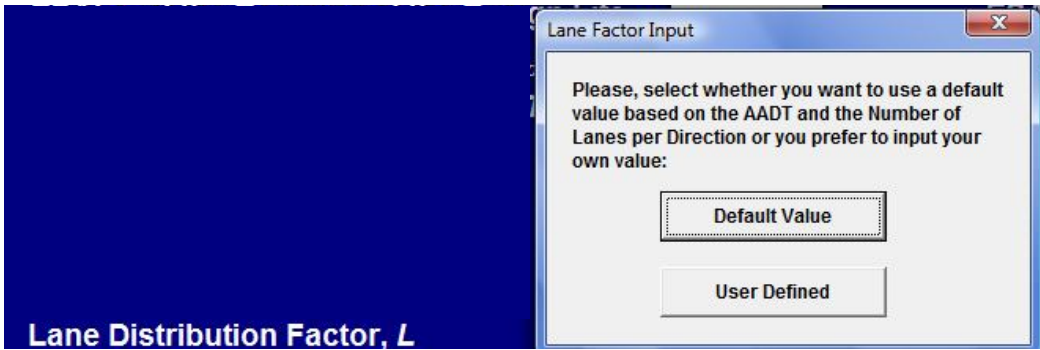 Lane Factor Input
Please, select whether you want to use a default
value based on the AADT and the Number of
Lanes per Direction or you prefer to input your
own value:
Default Value
User Defined
Lane Distribution Factor, L